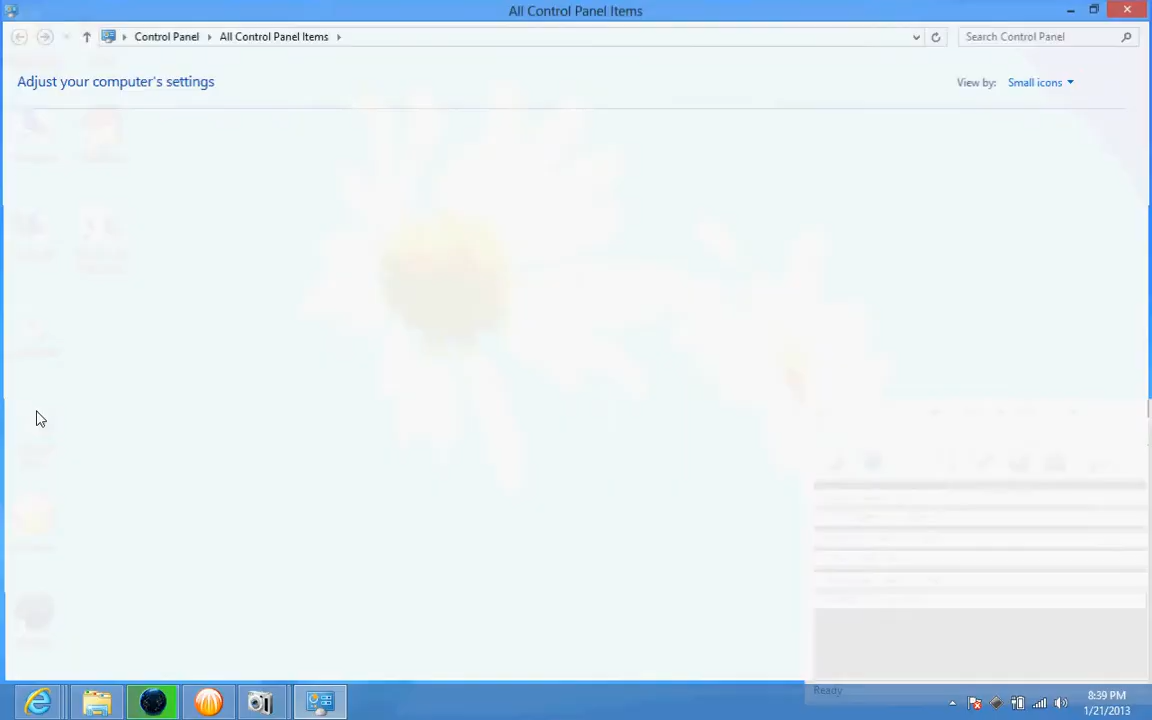 All Control Panel Items
Control Panel All Control Panel Items
Search Control Panel
Adjust your computer's settings
View by: Small icons
Ready
8:39 PM
1/21/2013